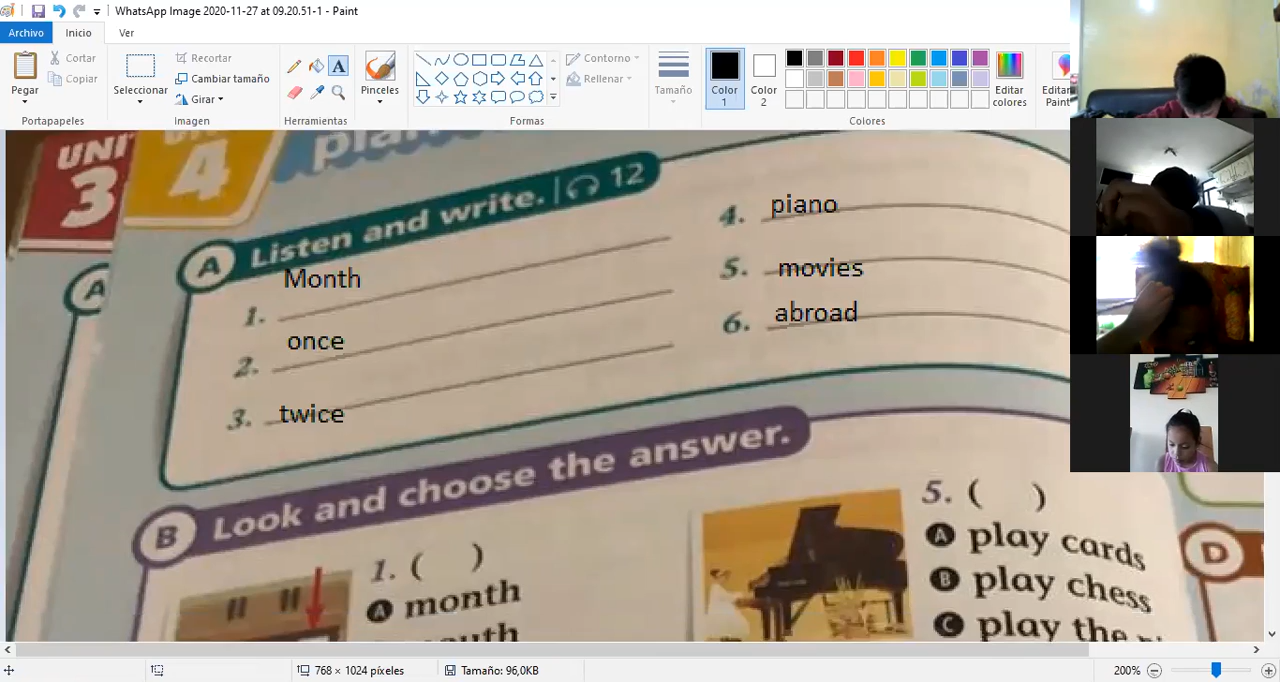 WhatsApp Image 2020-11-27 at 09.20.51-1 - Paint
Archivo Inicio Ver
Pegar
Cortar
Copiar
Portapapeles
Seleccionar
Recortar
Cambiar tamaño
Girar
Imagen
A
Herramientas
Pinceles
Contorno
Rellenar
Formas
Tamaño
Color 1
Color 2
Editar colores
Editar
Paint
Colores
UNI
3
4
A
A Listen and write. | 12
1. Month
2. once
3. twice
4. piano
5. movies
6. abroad
B Look and choose the answer.
1. ( )
A month
5. ( )
A play cards
B play chess
C play the
D
768 × 1024 píxeles
Tamaño: 96,0KB
200%